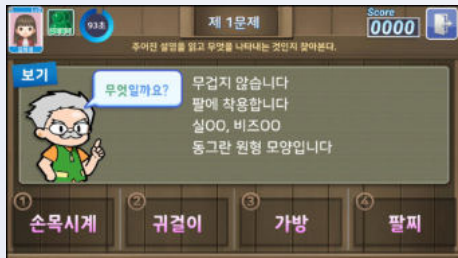 93초
제 1문제
Score
0000
주어진 설명을 읽고 무엇을 나타내는 것인지 찾아본다.
보기
무엇일까요?
무겁지 않습니다
팔에 착용합니다
실OO, 비즈OO
동그란 원형 모양입니다
① 손목시계
② 귀걸이
③ 가방
④ 팔찌